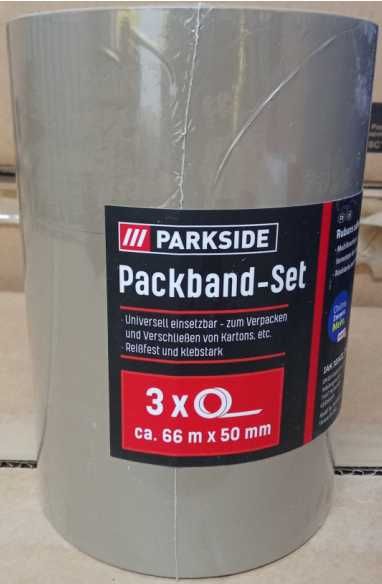 PARKSIDE
Packband-Set
· Universell einsetzbar - zum Verpacken
und Verschließen von Kartons, etc.
· Reißfest und klebstark
3 x
ca. 66 m x 50 mm
Rubans